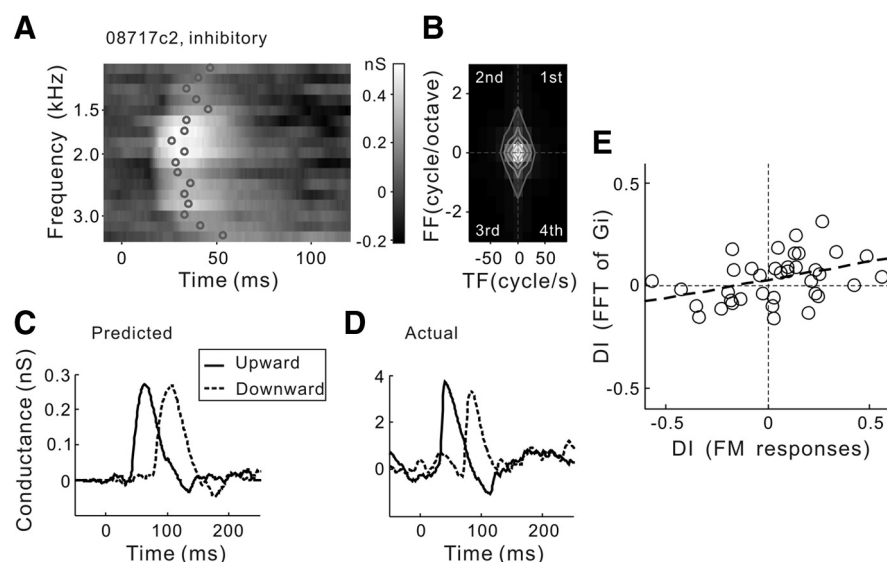 A
08717c2, inhibitory
Frequency (kHz)
1.5
2.0
3.0
0
50
100
Time (ms)
nS
0.4
0.2
0
-0.2
B
2nd
1st
3rd
4th
FF(cycle/octave)
2
0
-2
-50
0
50
TF(cycle/s)
C
Predicted
Upward
Downward
Conductance (nS)
0.3
0.2
0.1
0
0
100
200
Time (ms)
D
Actual
4
2
0
0
100
200
Time (ms)
E
DI (FFT of Gi)
0.5
0
-0.5
-0.5
0
0.5
DI (FM responses)